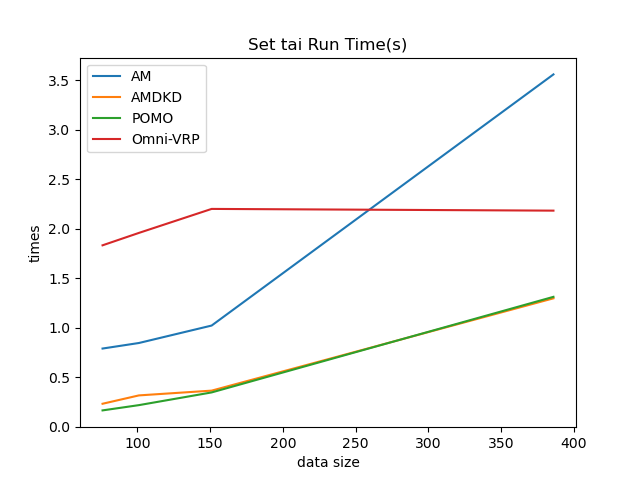 Set tai Run Time(s)
AM
AMDKD
POMO
Omni-VRP
3.5
3.0
2.5
2.0
1.5
1.0
0.5
0.0
times
100 150 200 250 300 350 400
data size